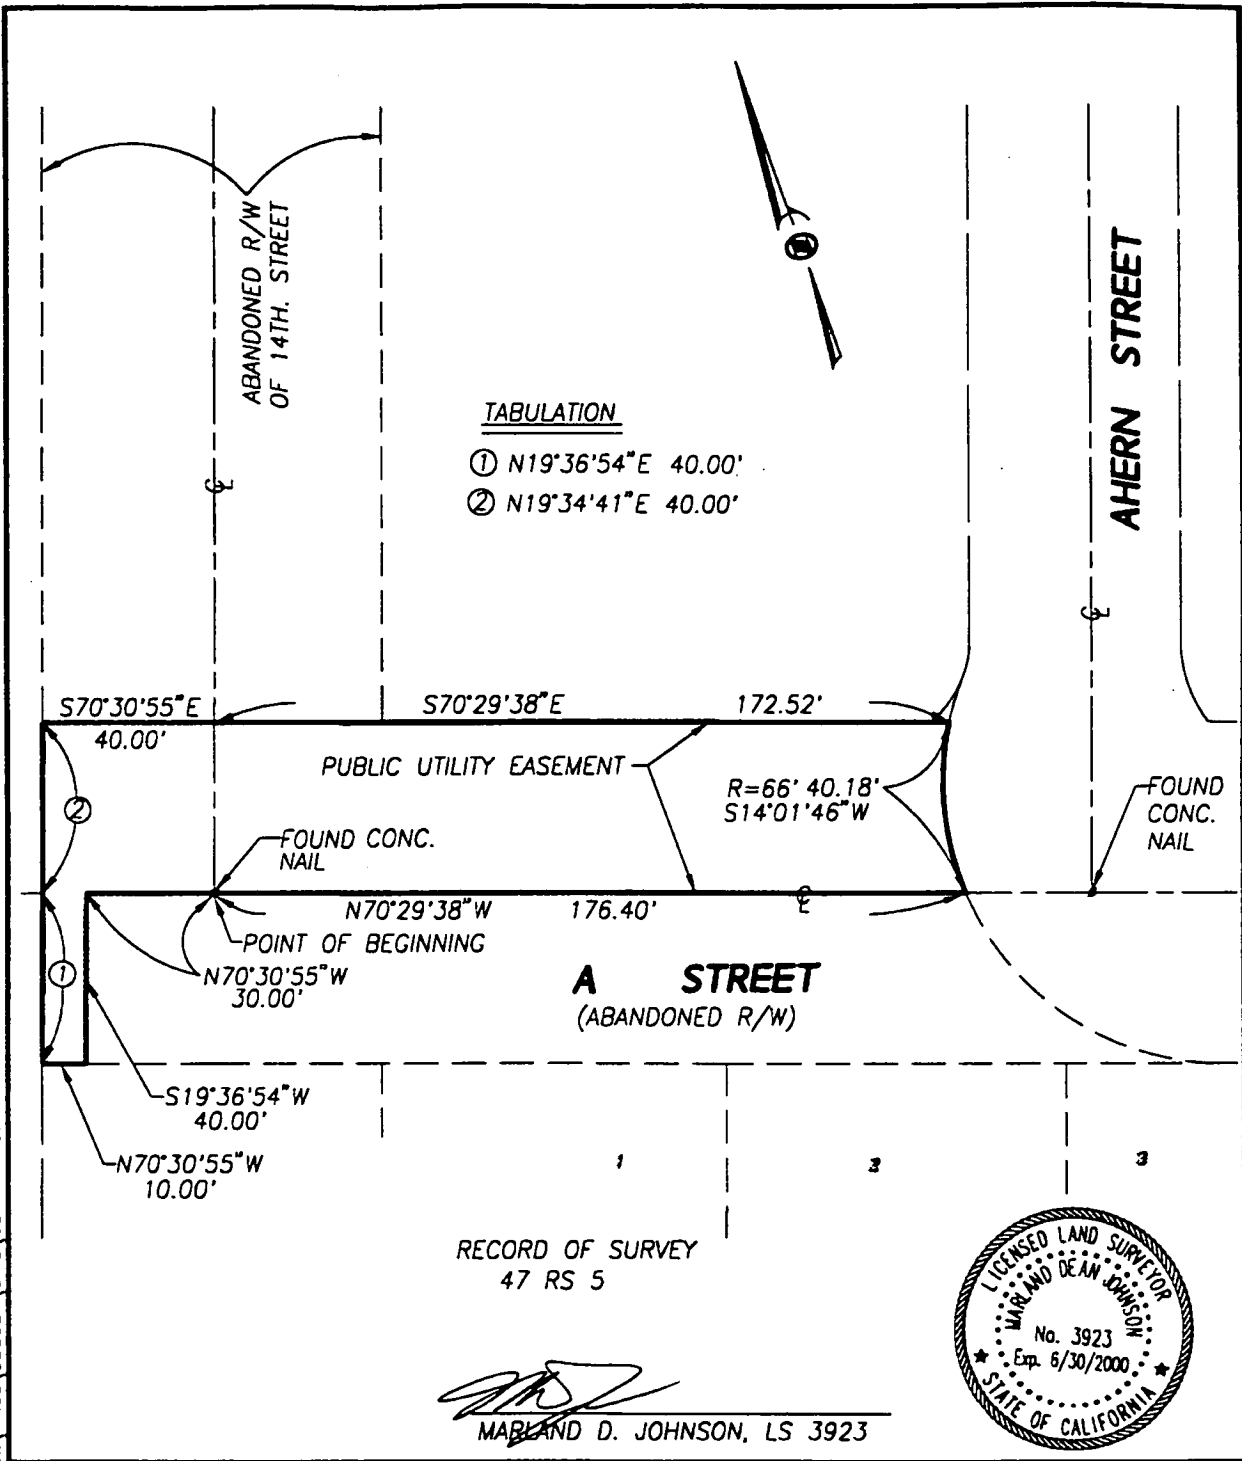 ABANDONED R/W
OF 14TH. STREET
AHERN STREET
TABULATION
① N19°36'54"E 40.00'
② N19°34'41"E 40.00'
S70°30'55"E
40.00'
S70°29'38"E
172.52'
PUBLIC UTILITY EASEMENT
R=66' 40.18'
S14°01'46"W
FOUND
CONC.
NAIL
②
FOUND CONC.
NAIL
N70°29'38"W
176.40'
POINT OF BEGINNING
①
N70°30'55"W
30.00'
A STREET
(ABANDONED R/W)
S19°36'54"W
40.00'
N70°30'55"W
10.00'
1
2
3
RECORD OF SURVEY
47 RS 5
LICENSED LAND SURVEYOR
MARLAND DEAN JOHNSON
No. 3923
Exp. 6/30/2000
STATE OF CALIFORNIA
MARLAND D. JOHNSON, LS 3923